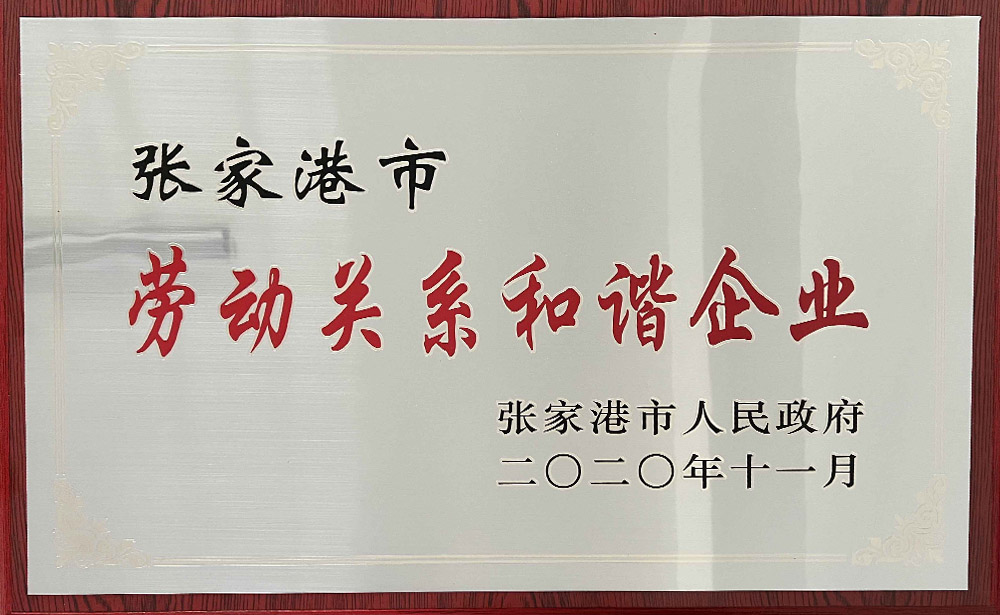 张家港市
劳动关系和谐企业
张家港市人民政府
二〇二〇年十一月